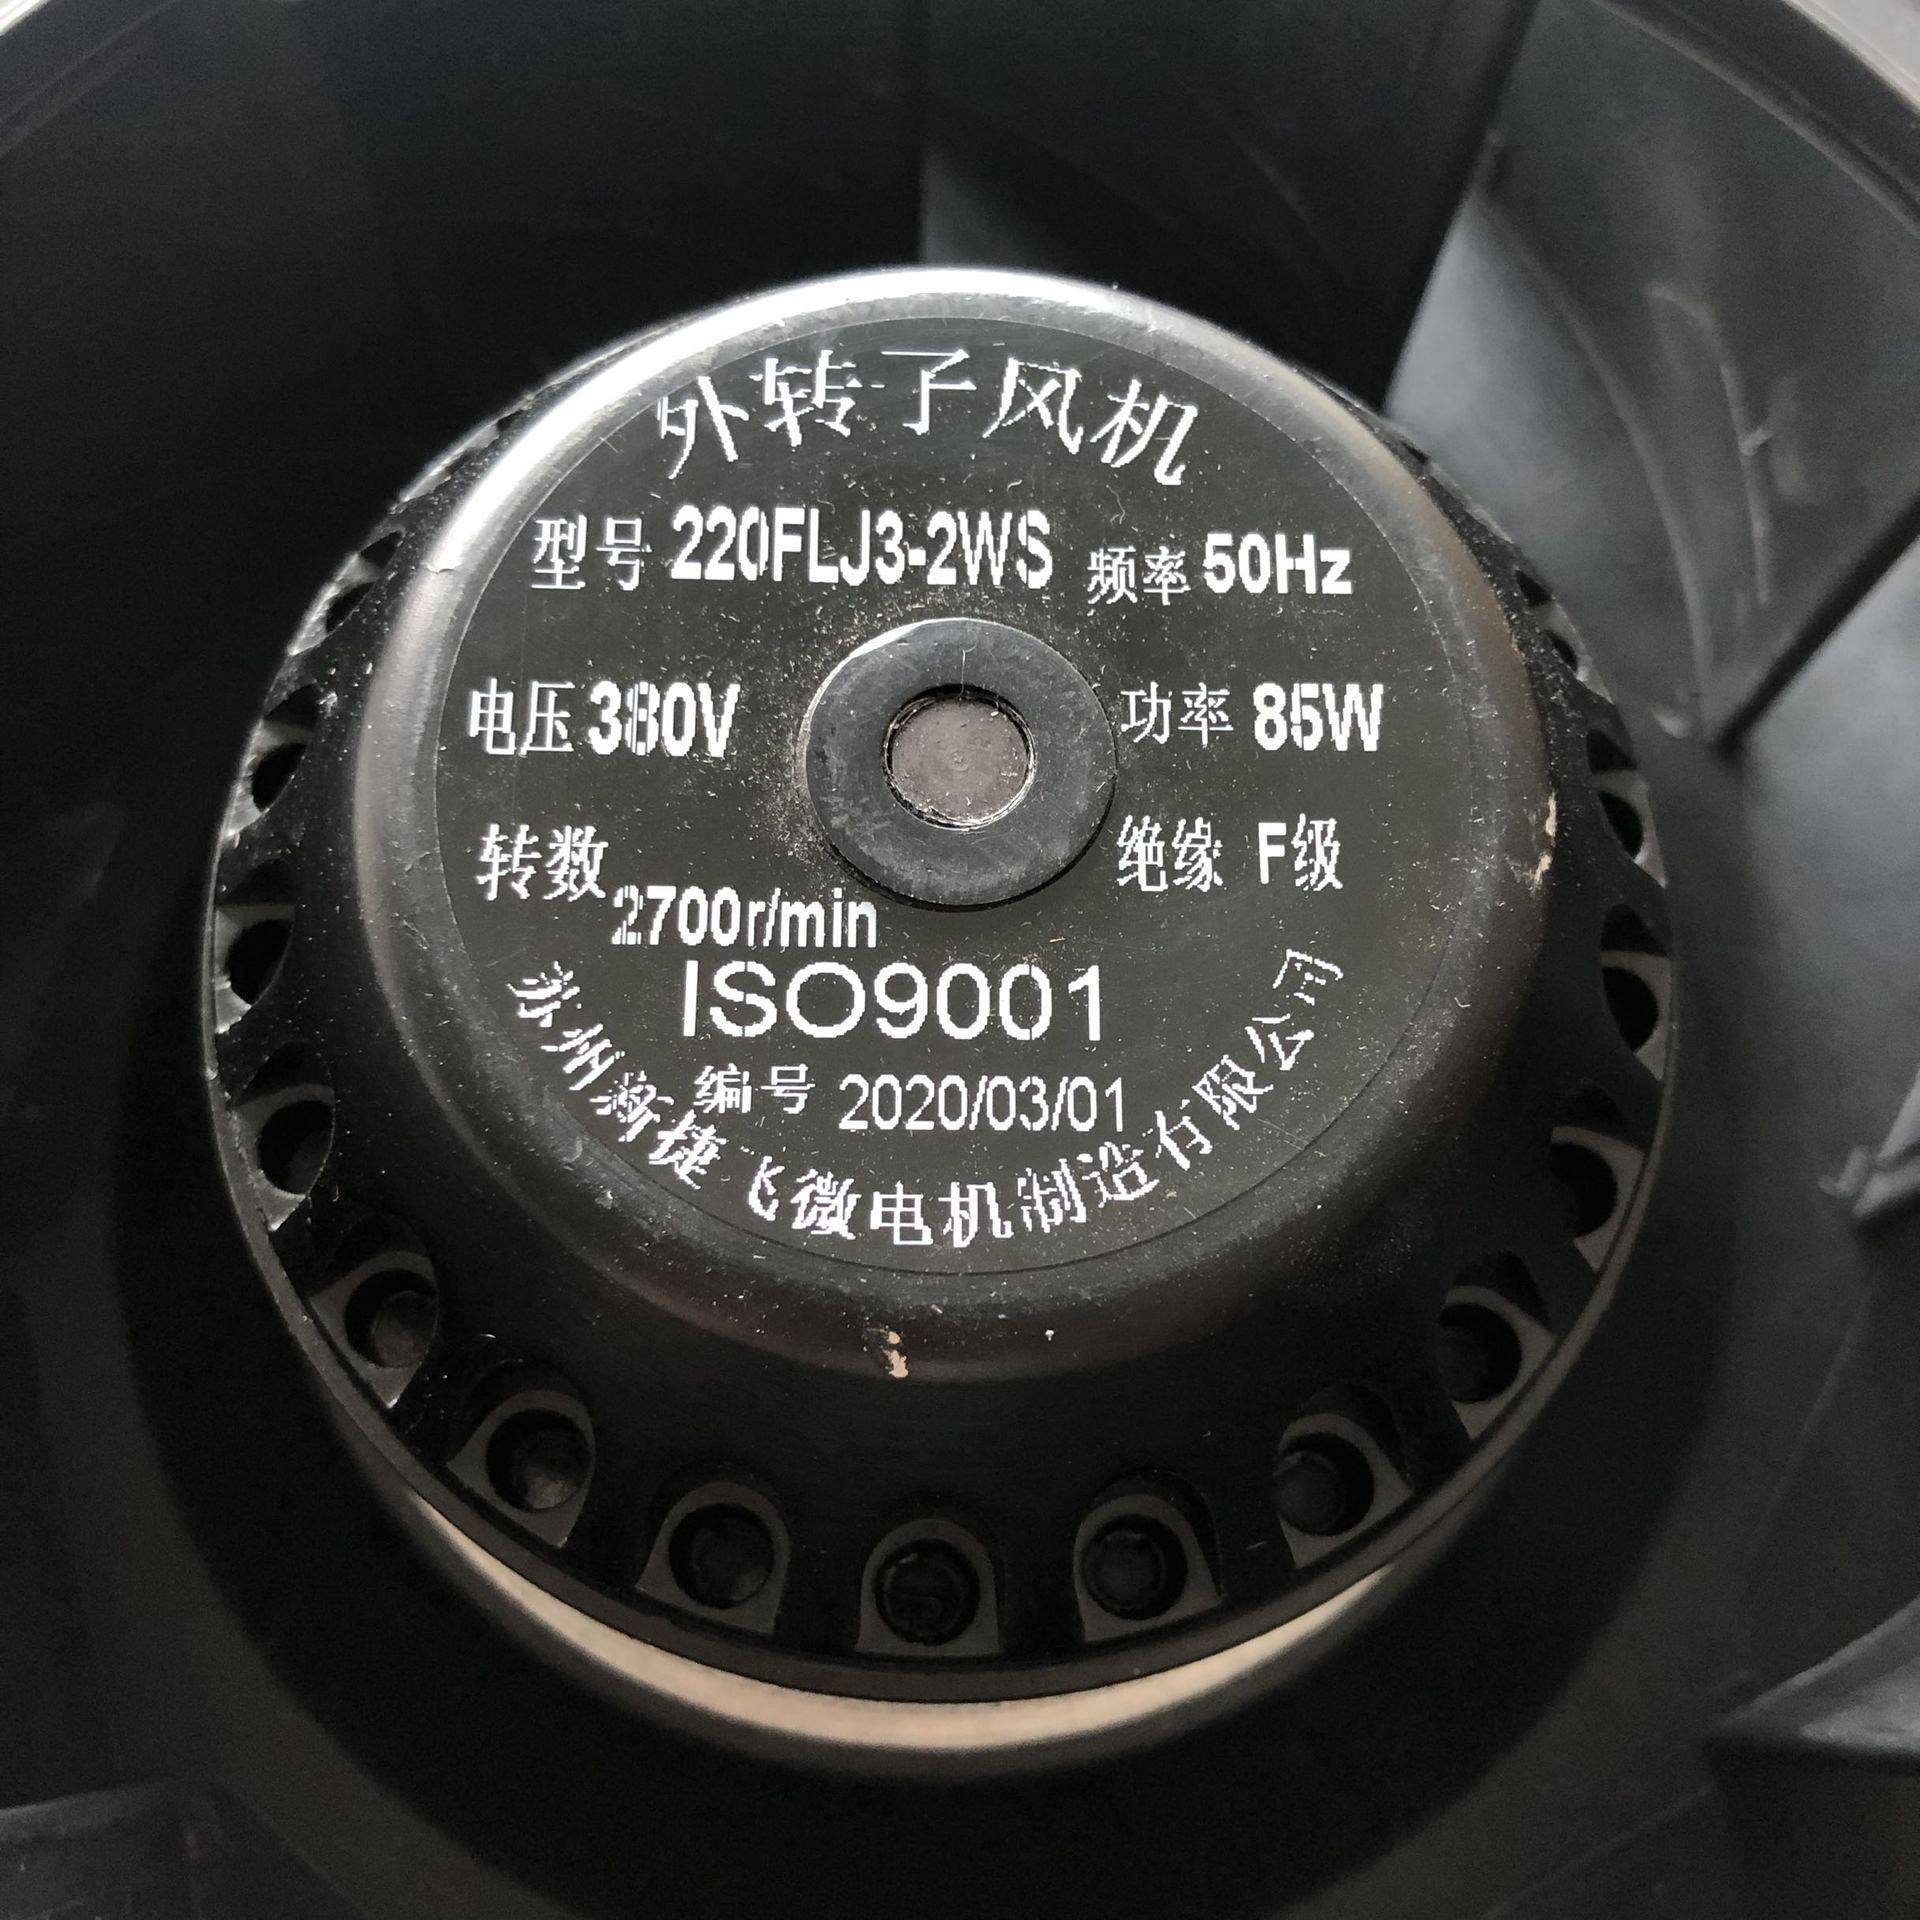 外转子风机
型号 220FLJ3-2WS 频率 50Hz
电压 380V 功率 85W
转数 2700r/min 绝缘 F级
ISO9001
编号 2020/03/01
苏州瀚捷飞微电机制造有限公司